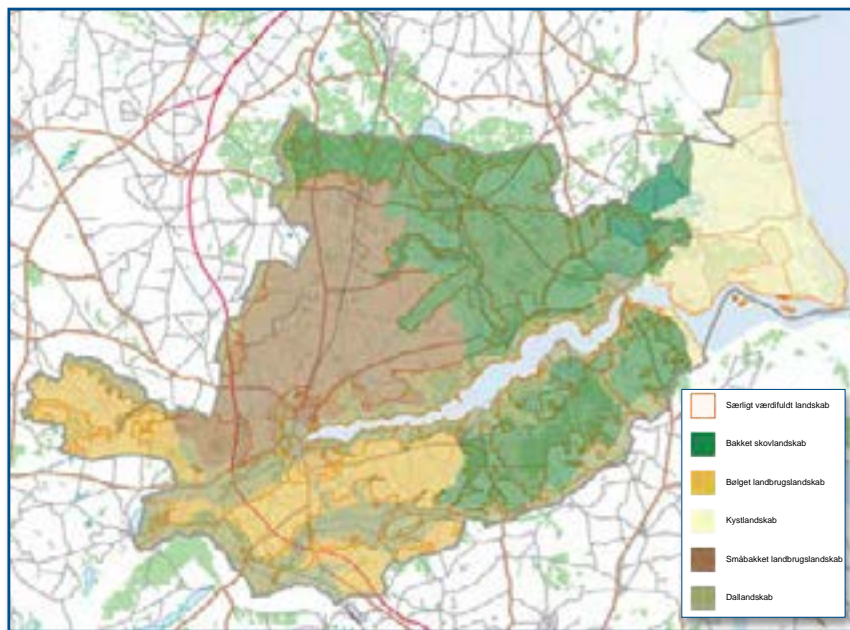 Særligt værdifuldt landskab
Bakket skovlandskab
Bølget landbrugslandskab
Kystlandskab
Småbakket landbrugslandskab
Dallandskab